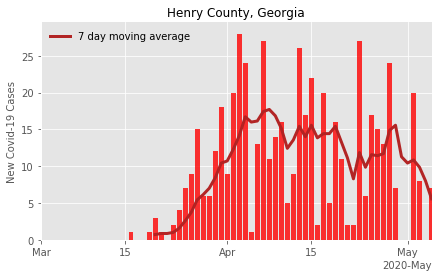 Henry County, Georgia
7 day moving average
New Covid-19 Cases
25
20
15
10
5
0
Mar 15 Apr 15 May
2020-May